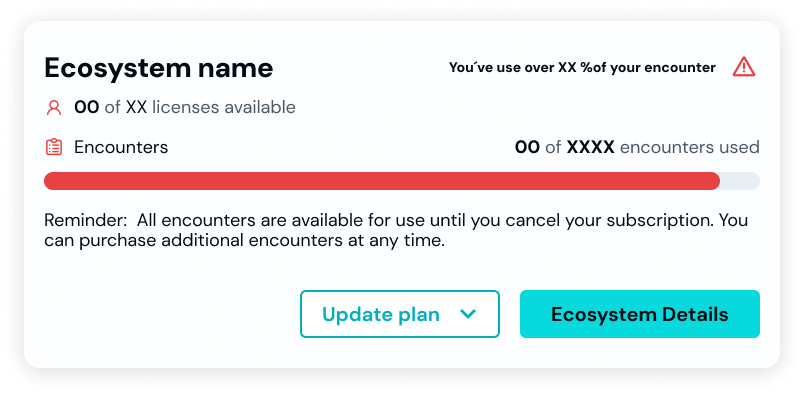 Ecosystem name
You´ve use over XX %of your encounter
00 of XX licenses available
Encounters
00 of XXXX encounters used
Reminder:  All encounters are available for use until you cancel your subscription. You
can purchase additional encounters at any time.
Update plan
Ecosystem Details